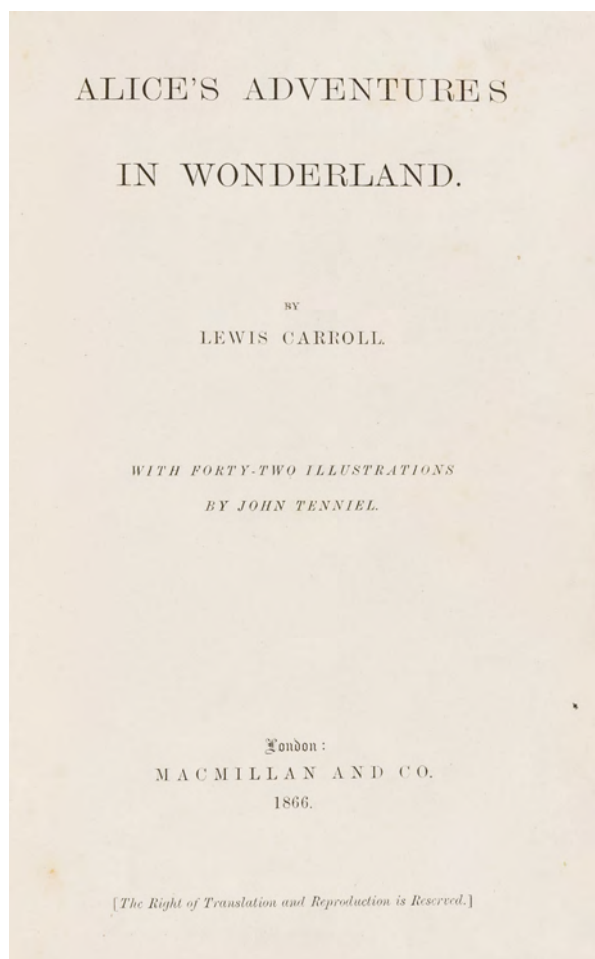 ALICE'S ADVENTURES
IN WONDERLAND.
BY
LEWIS CARROLL.
WITH FORTY-TWO ILLUSTRATIONS
BY JOHN TENNIEL.
London:
MACMILLAN AND CO.
1866.
[The Right of Translation and Reproduction is Reserved.]